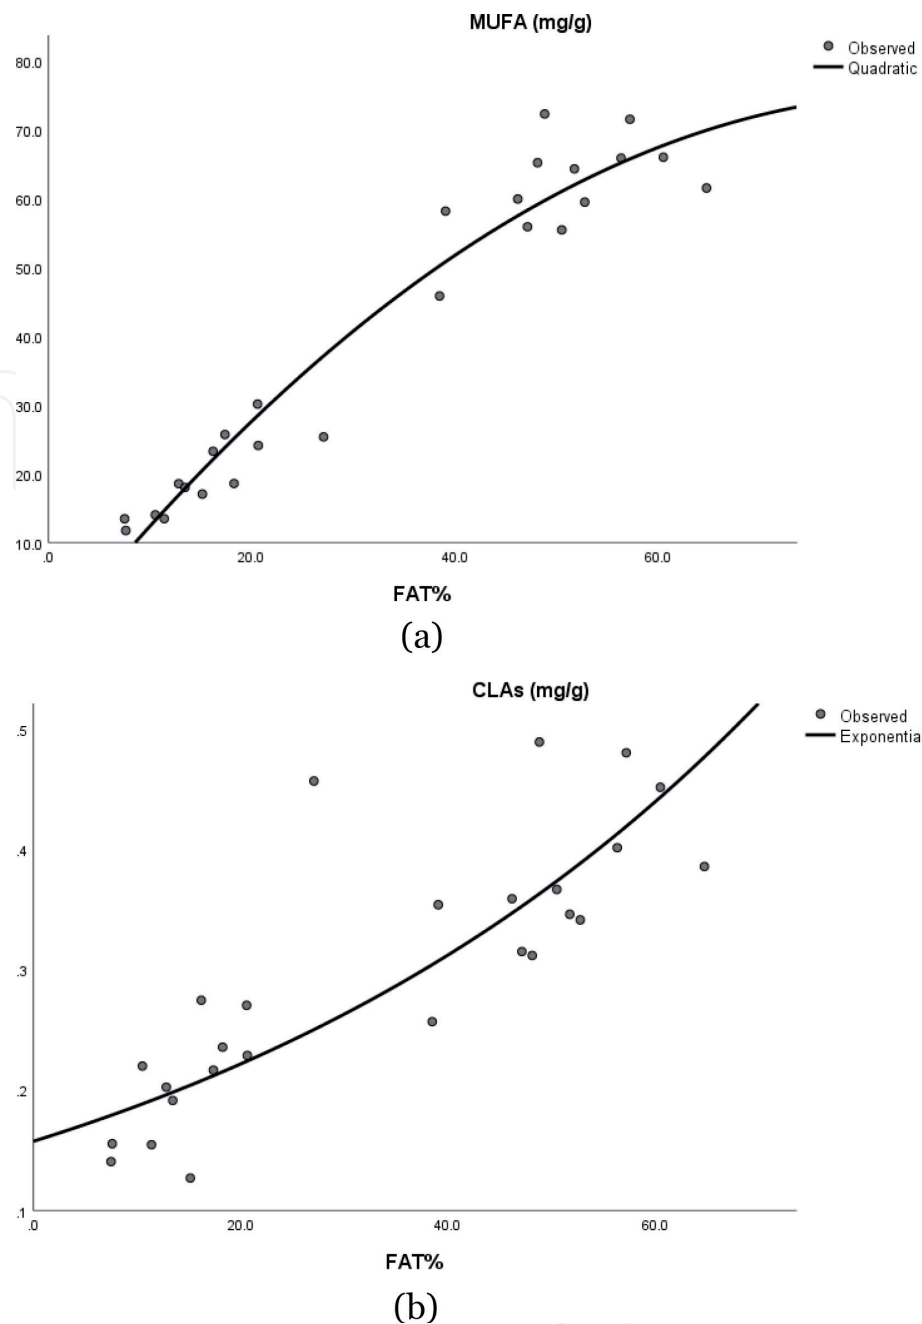 MUFA (mg/g)
Observed
Quadratic
80.0
70.0
60.0
50.0
40.0
30.0
20.0
10.0
.0 20.0 40.0 60.0
FAT%
(a)
CLAs (mg/g)
Observed
Exponentia
.5
.4
.3
.2
.1
.0 20.0 40.0 60.0
FAT%
(b)